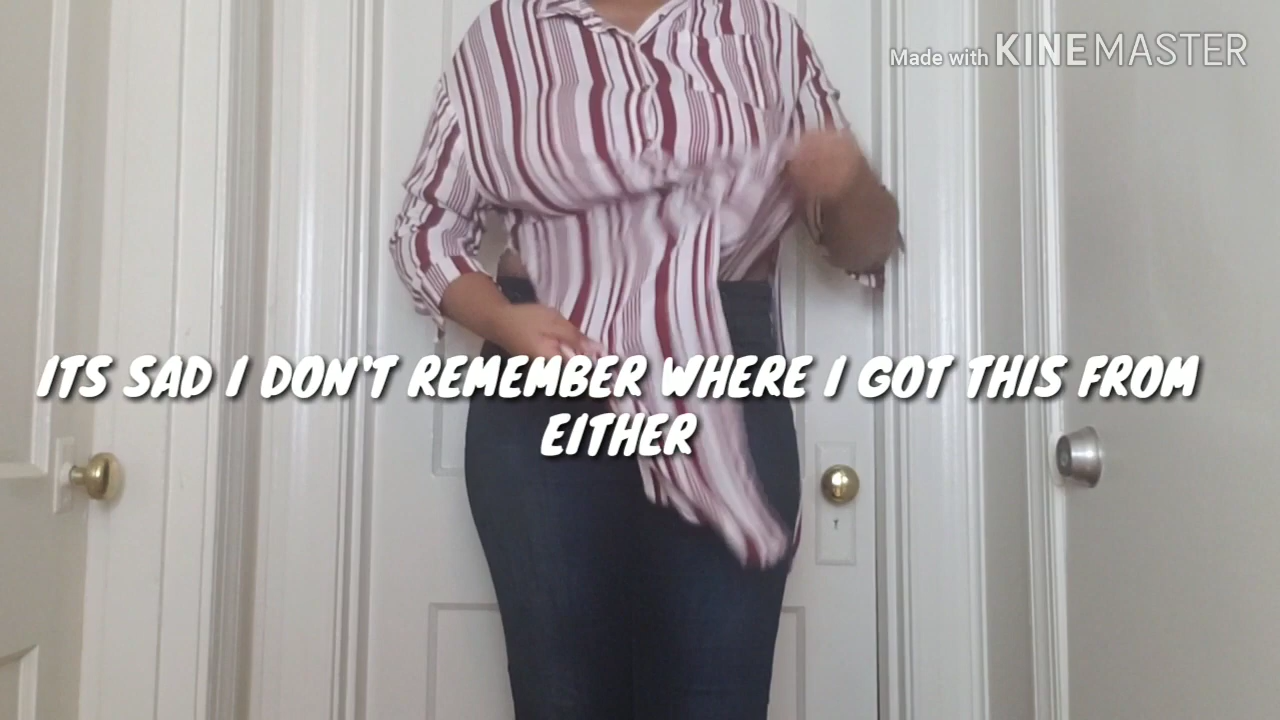 Made with KINEMASTER
ITS SAD I DON'T REMEMBER WHERE I GOT THIS FROM
EITHER